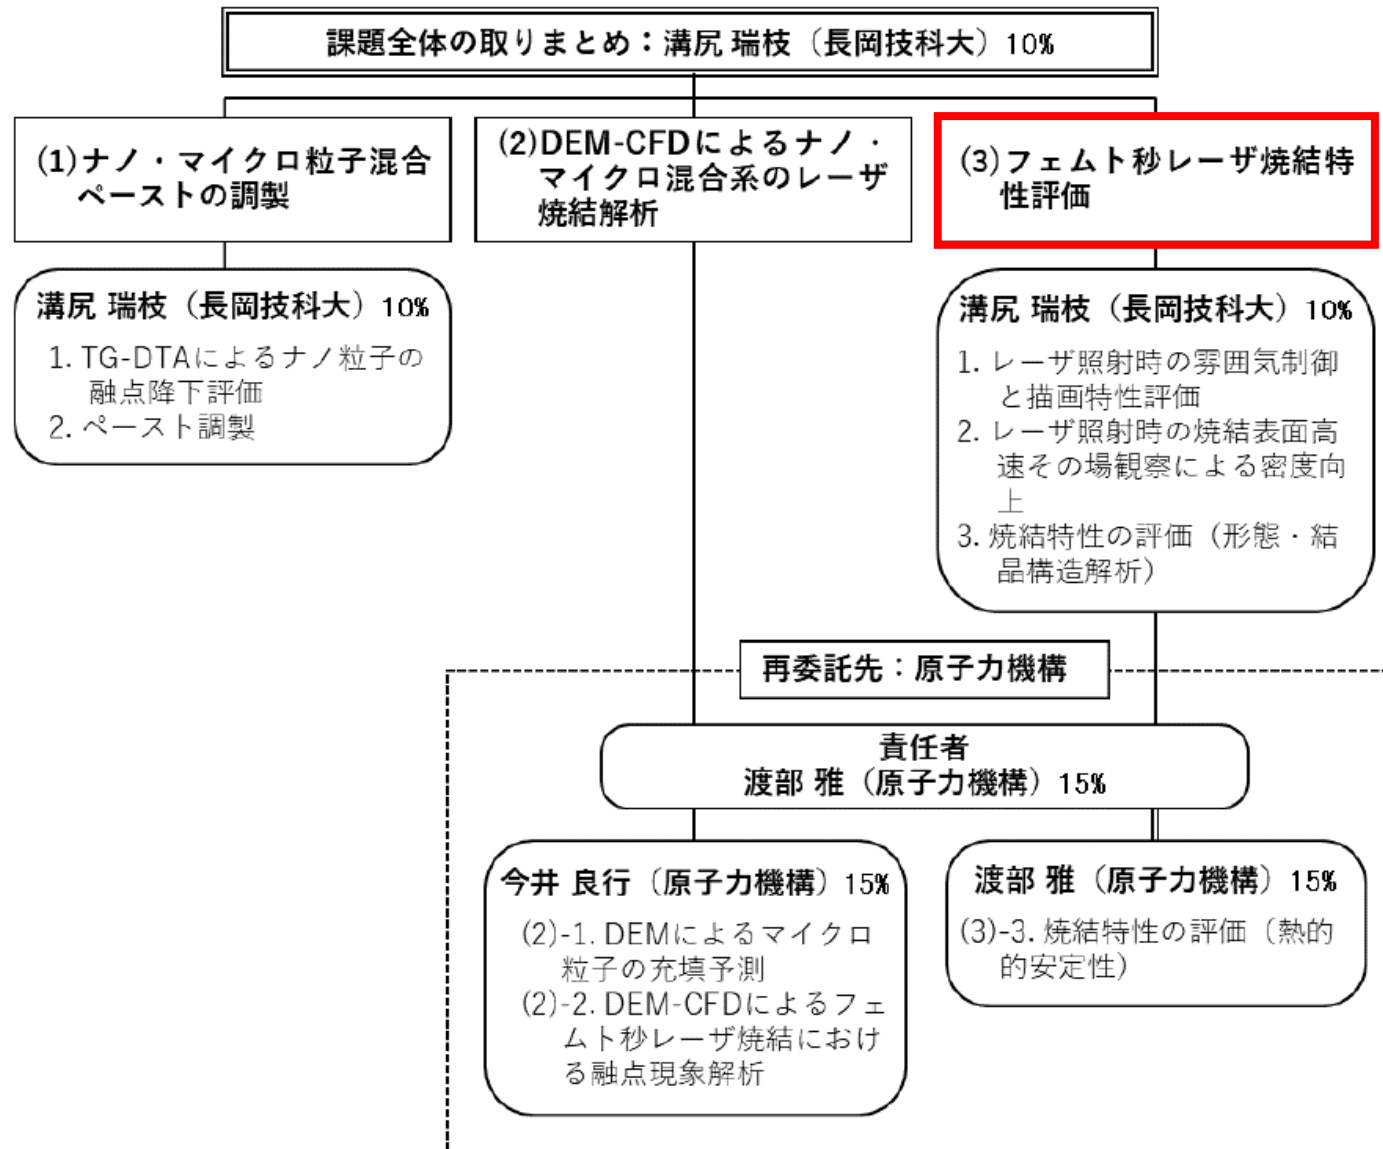 課題全体の取りまとめ：溝尻 瑞枝（長岡技科大）10%
(1)ナノ・マイクロ粒子混合
ペーストの調製
(2)DEM-CFDによるナノ・
マイクロ混合系のレーザ
焼結解析
(3)フェムト秒レーザ焼結特
性評価
溝尻 瑞枝（長岡技科大）10%
1. TG-DTAによるナノ粒子の
融点降下評価
2. ペースト調製
溝尻 瑞枝（長岡技科大）10%
1. レーザ照射時の雰囲気制御
と描画特性評価
2. レーザ照射時の焼結表面高
速その場観察による密度向
上
3. 焼結特性の評価（形態・結
晶構造解析）
再委託先：原子力機構
責任者
渡部 雅（原子力機構）15%
今井 良行（原子力機構）15%
(2)-1. DEMによるマイクロ
粒子の充填予測
(2)-2. DEM-CFDによるフェ
ムト秒レーザ焼結におけ
る融点現象解析
渡部 雅（原子力機構）15%
(3)-3. 焼結特性の評価（熱的
的安定性）